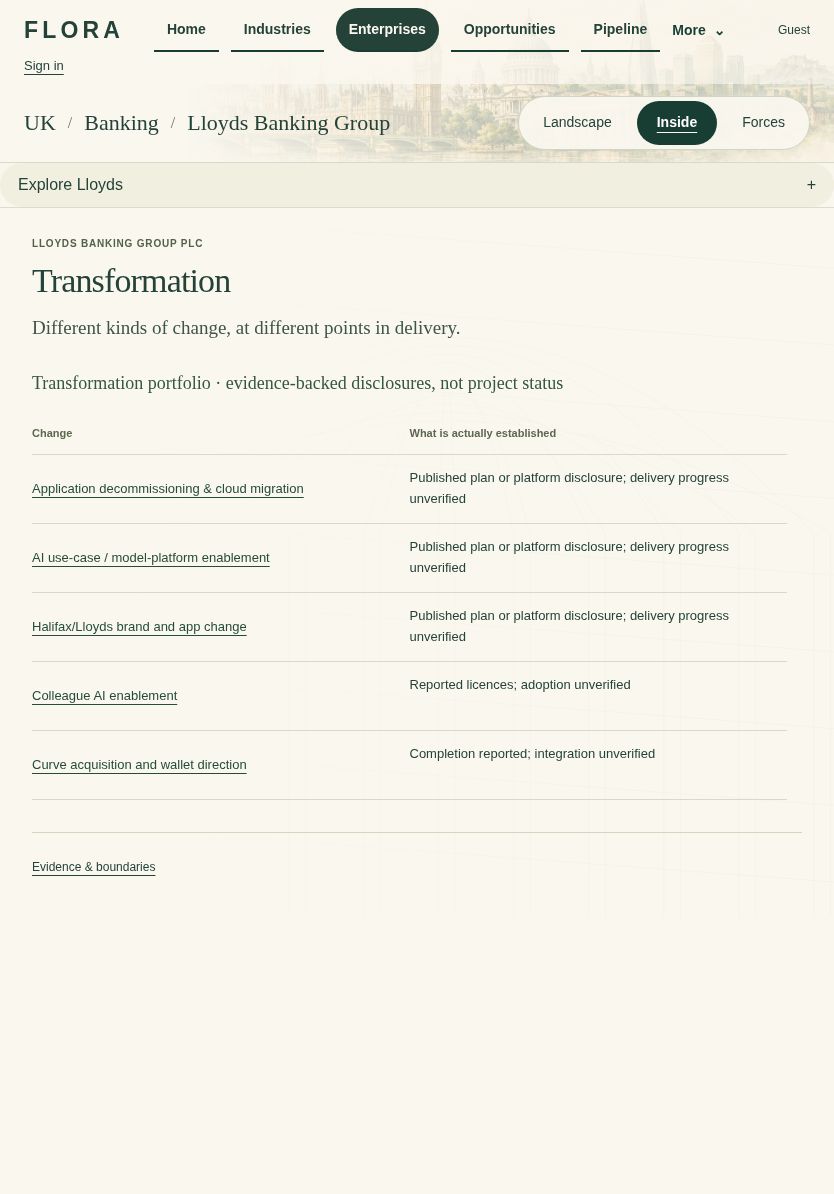 FLORA
Home
Industries
Enterprises
Opportunities
Pipeline
More
Guest
Sign in
UK / Banking / Lloyds Banking Group
Landscape
Inside
Forces
Explore Lloyds
+
LLOYDS BANKING GROUP PLC
Transformation
Different kinds of change, at different points in delivery.
Transformation portfolio · evidence-backed disclosures, not project status
Change
What is actually established
Application decommissioning & cloud migration
Published plan or platform disclosure; delivery progress
unverified
AI use-case / model-platform enablement
Published plan or platform disclosure; delivery progress
unverified
Halifax/Lloyds brand and app change
Published plan or platform disclosure; delivery progress
unverified
Colleague AI enablement
Reported licences; adoption unverified
Curve acquisition and wallet direction
Completion reported; integration unverified
Evidence & boundaries